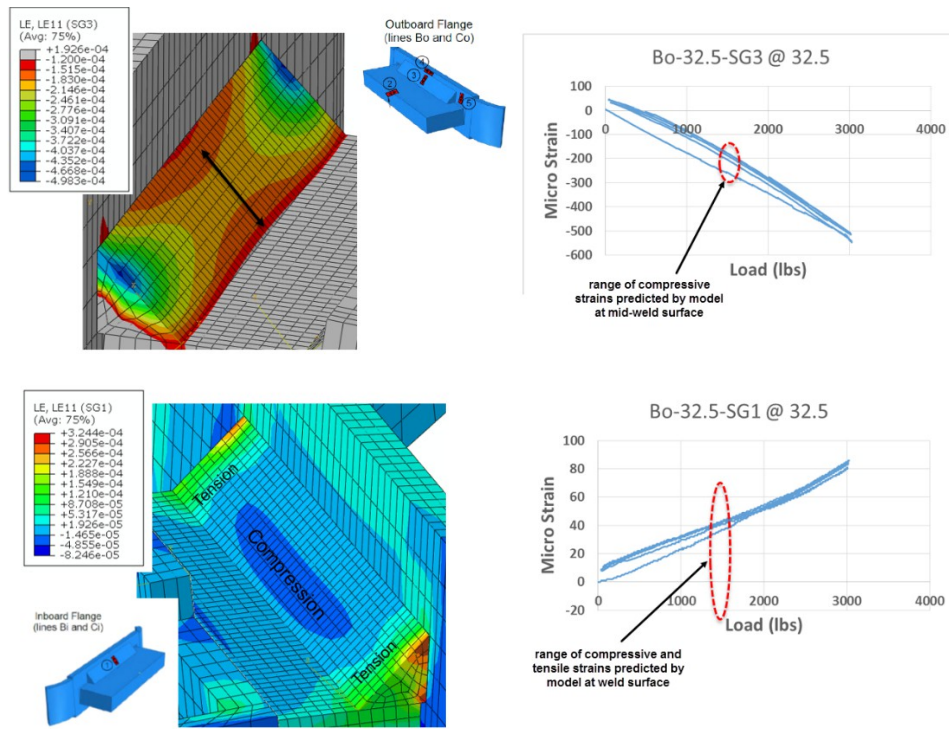 LE, LE11 (SG3)
(Avg: 75%)
+1.926e-04
-1.200e-04
-1.515e-04
-1.830e-04
-2.146e-04
-2.461e-04
-2.776e-04
-3.091e-04
-3.407e-04
-3.722e-04
-4.037e-04
-4.352e-04
-4.668e-04
-4.983e-04
Outboard Flange
(lines Bo and Co)
4
3
2
5
Bo-32.5-SG3 @ 32.5
Micro Strain
100
0
-100
-200
-300
-400
-500
-600
0
1000
2000
3000
4000
Load (lbs)
range of compressive
strains predicted by model
at mid-weld surface
LE, LE11 (SG1)
(Avg: 75%)
+3.244e-04
+2.905e-04
+2.566e-04
+2.227e-04
+1.888e-04
+1.549e-04
+1.210e-04
+8.708e-05
+5.317e-05
+1.926e-05
-1.465e-05
-4.855e-05
-8.246e-05
Tension
Compression
Tension
Inboard Flange
(lines Bi and Ci)
Bo-32.5-SG1 @ 32.5
Micro Strain
100
80
60
40
20
0
-20
0
1000
2000
3000
4000
Load (lbs)
range of compressive and
tensile strains predicted by
model at weld surface